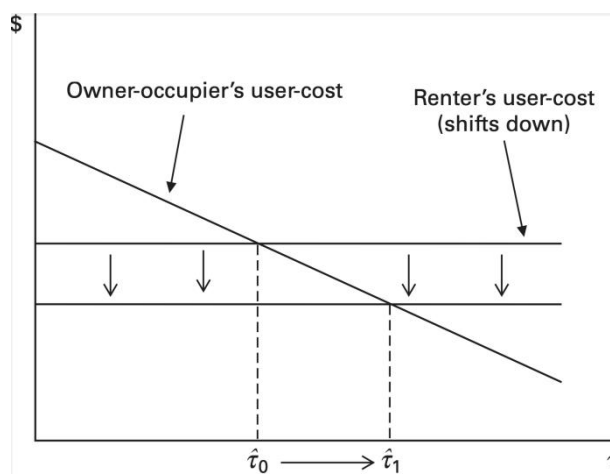 $
Owner-occupier's user-cost
Renter's user-cost
(shifts down)
τ̂₀ → τ̂₁